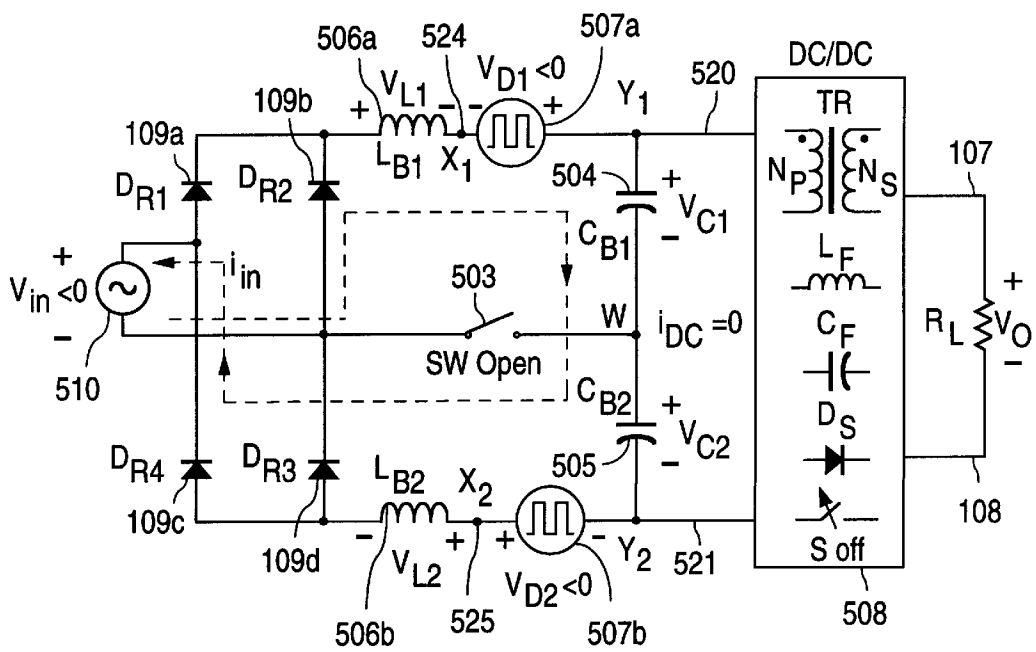 506a
524
507a
DC/DC
V_L1
V_D1 <0
Y_1
520
109b
+
-
-
+
TR
109a
L_B1
X_1
504
N_P
N_S
107
D_R1
D_R2
+
V_C1
-
C_B1
+
i_in
503
L_F
V_in <0
W
i_DC =0
+
R_L
V_O
-
-
SW Open
C_F
510
C_B2
+
V_C2
-
D_S
D_R4
D_R3
L_B2
X_2
505
109c
-
+
+
-
Y_2
108
109d
V_L2
V_D2 <0
521
S off
506b
525
507b
508